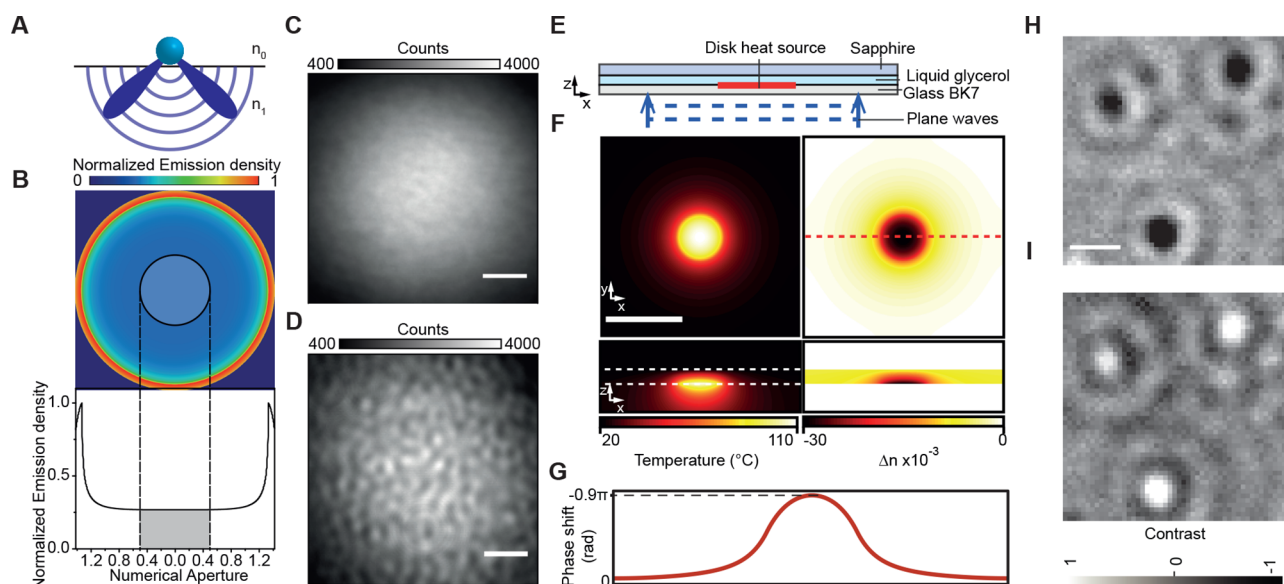 A
n0
n1
B
Normalized Emission density
0 1
Normalized Emission density
1.0
0.5
0.0
1.2 0.8 0.4 0.0 0.4 0.8 1.2
Numerical Aperture
C
Counts
400 4000
D
Counts
400 4000
E
Disk heat source
Sapphire
Liquid glycerol
Glass BK7
Plane waves
z
x
F
y
x
z
x
20 110
Temperature (°C)
-30 0
Δn x10-3
G
-0.9π
0
Phase shift
(rad)
H
I
Contrast
1 0 -1